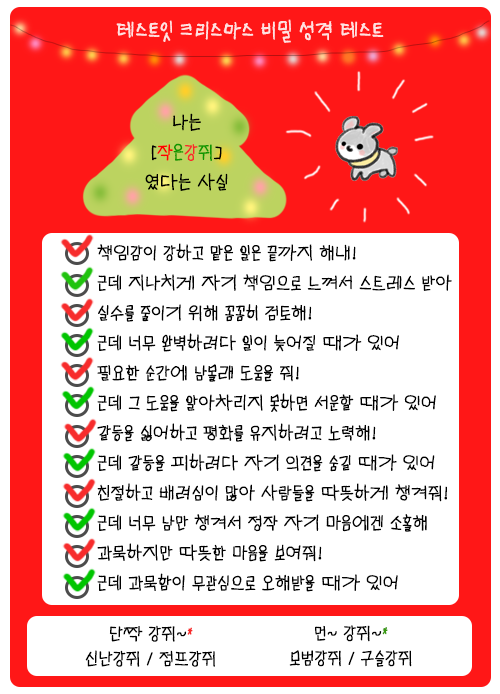 테스트잇 크리스마스 비밀 성격 테스트
나는
[작은강쥐]
였다는 사실
책임감이 강하고 맡은 일은 끝까지 해내!
근데 지나치게 자기 책임으로 느껴서 스트레스 받아
실수를 줄이기 위해 꼼꼼히 검토해!
근데 너무 완벽하려다 일이 늦어질 때가 있어
필요한 순간에 남몰래 도움을 줘!
근데 그 도움을 알아차리지 못하면 서운할 때가 있어
갈등을 싫어하고 평화를 유지하려고 노력해!
근데 갈등을 피하려다 자기 의견을 숨길 때가 있어
친절하고 배려심이 많아 사람들을 따뜻하게 챙겨줘!
근데 너무 남만 챙겨서 정작 자기 마음에겐 소홀해
과묵하지만 따뜻한 마음을 보여줘!
근데 과묵함이 무관심으로 오해받을 때가 있어
단짝 강쥐~*
신난강쥐 / 점프강쥐
먼~ 강쥐~*
모범강쥐 / 구슬강쥐